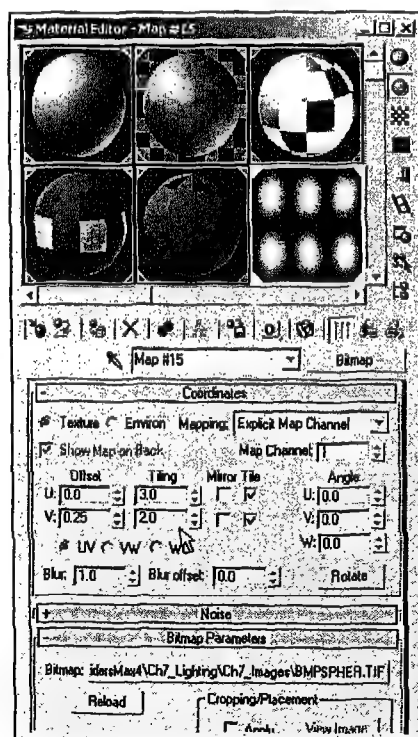 Material Editor - Map #15
Map #15 Bitmap
Coordinates
Texture Environ Mapping: Explicit Map Channel
Show Map on Back Map Channel: 1
Offset Tiling Mirror Tile Angle
U: 0.0 3.0 U: 0.0
V: 0.25 2.0 V: 0.0
UV VW W: 0.0
Blur: 1.0 Blur offset: 0.0 Rotate
Noise
Bitmap Parameters
Bitmap: idersMax4\Ch7_Lighting\Ch7_Images\BMPSPHER.TIF
Reload Cropping/Placement
Apply View Image